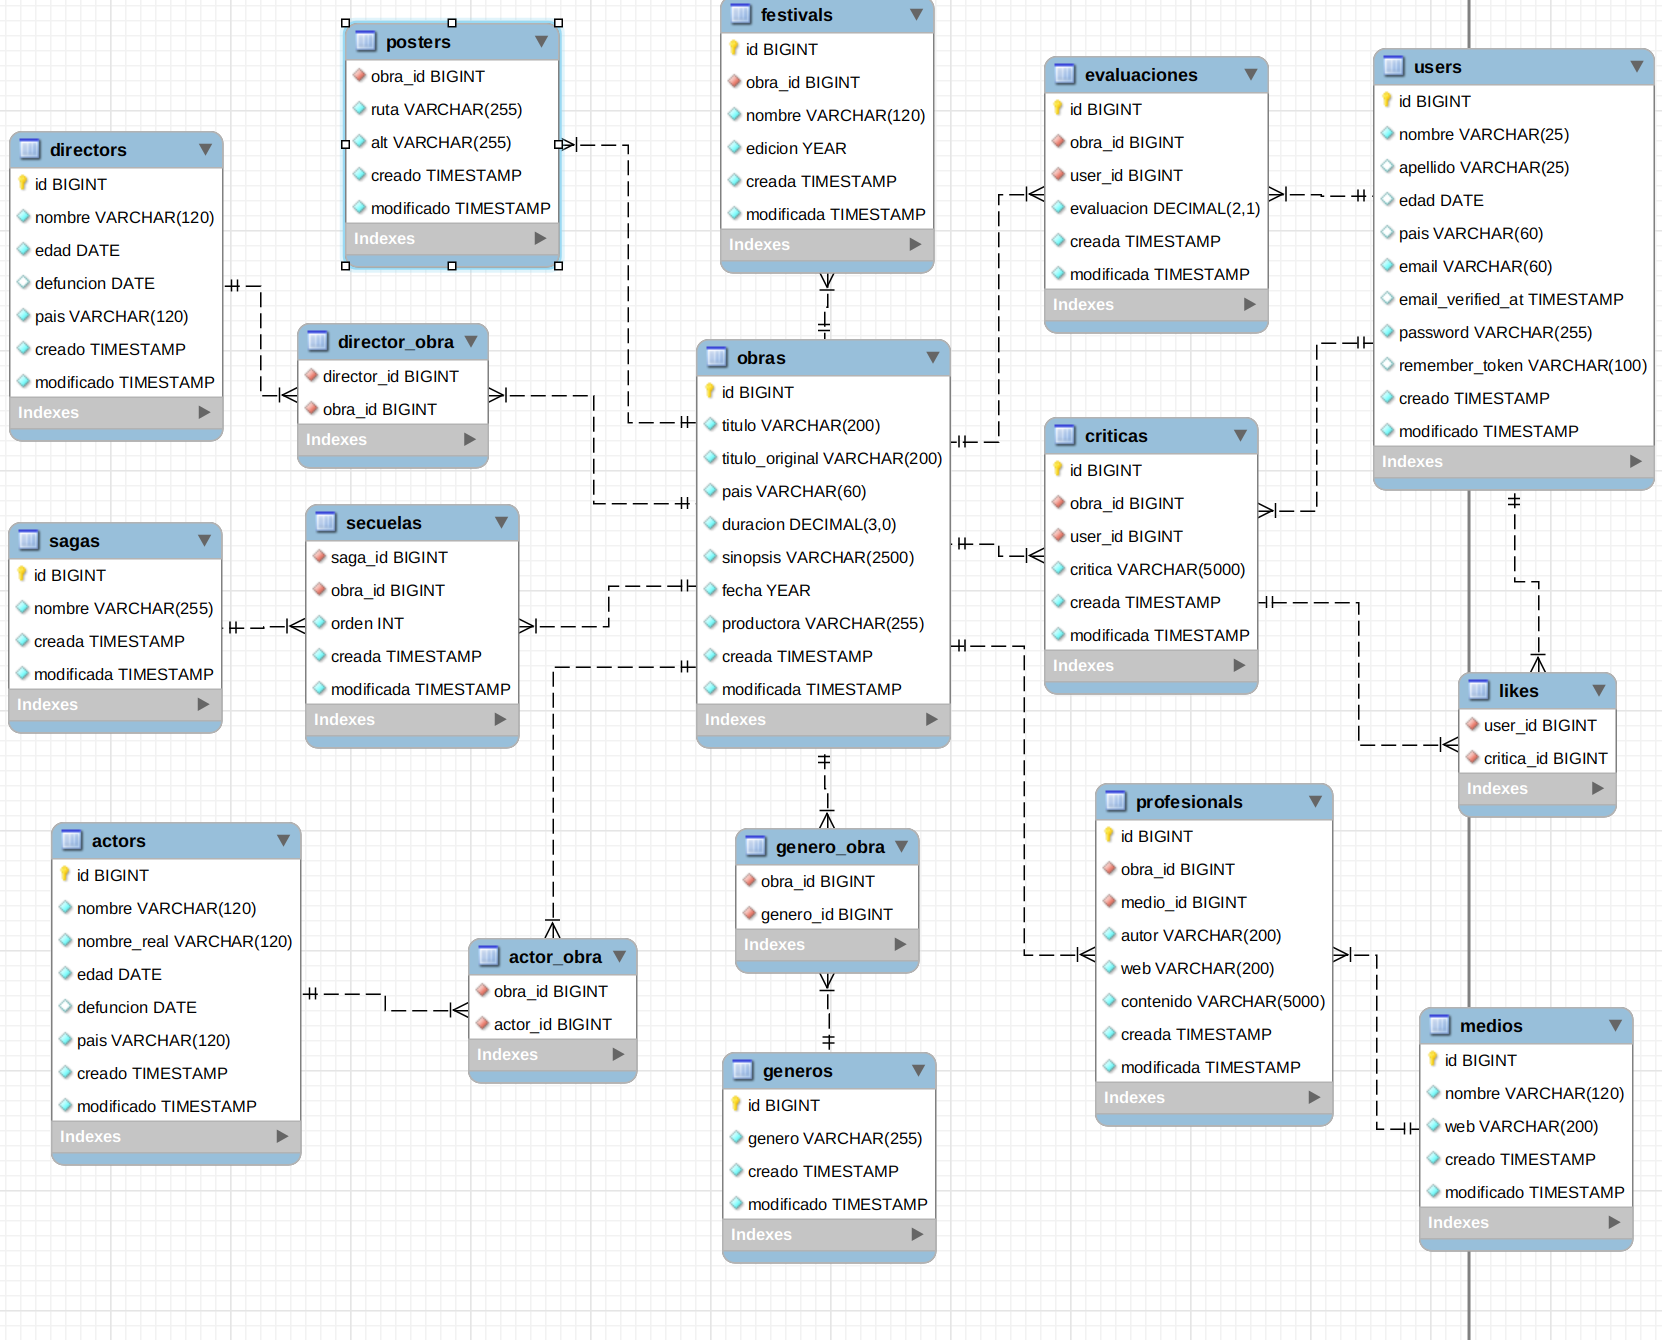 posters
obra_id BIGINT
ruta VARCHAR(255)
alt VARCHAR(255)
creado TIMESTAMP
modificado TIMESTAMP
Indexes
festivals
id BIGINT
obra_id BIGINT
nombre VARCHAR(120)
edicion YEAR
creada TIMESTAMP
modificada TIMESTAMP
Indexes
evaluaciones
id BIGINT
obra_id BIGINT
user_id BIGINT
evaluacion DECIMAL(2,1)
creada TIMESTAMP
modificada TIMESTAMP
Indexes
users
id BIGINT
nombre VARCHAR(25)
apellido VARCHAR(25)
edad DATE
pais VARCHAR(60)
email VARCHAR(60)
email_verified_at TIMESTAMP
password VARCHAR(255)
remember_token VARCHAR(100)
creado TIMESTAMP
modificado TIMESTAMP
Indexes
directors
id BIGINT
nombre VARCHAR(120)
edad DATE
defuncion DATE
pais VARCHAR(120)
creado TIMESTAMP
modificado TIMESTAMP
Indexes
director_obra
director_id BIGINT
obra_id BIGINT
Indexes
obras
id BIGINT
titulo VARCHAR(200)
titulo_original VARCHAR(200)
pais VARCHAR(60)
duracion DECIMAL(3,0)
sinopsis VARCHAR(2500)
fecha YEAR
productora VARCHAR(255)
creada TIMESTAMP
modificada TIMESTAMP
Indexes
criticas
id BIGINT
obra_id BIGINT
user_id BIGINT
critica VARCHAR(5000)
creada TIMESTAMP
modificada TIMESTAMP
Indexes
sagas
id BIGINT
nombre VARCHAR(255)
creada TIMESTAMP
modificada TIMESTAMP
Indexes
secuelas
saga_id BIGINT
obra_id BIGINT
orden INT
creada TIMESTAMP
modificada TIMESTAMP
Indexes
likes
user_id BIGINT
critica_id BIGINT
Indexes
actors
id BIGINT
nombre VARCHAR(120)
nombre_real VARCHAR(120)
edad DATE
defuncion DATE
pais VARCHAR(120)
creado TIMESTAMP
modificado TIMESTAMP
Indexes
actor_obra
obra_id BIGINT
actor_id BIGINT
Indexes
genero_obra
obra_id BIGINT
genero_id BIGINT
Indexes
profesionals
id BIGINT
obra_id BIGINT
medio_id BIGINT
autor VARCHAR(200)
web VARCHAR(200)
contenido VARCHAR(5000)
creada TIMESTAMP
modificada TIMESTAMP
Indexes
generos
id BIGINT
genero VARCHAR(255)
creado TIMESTAMP
modificado TIMESTAMP
Indexes
medios
id BIGINT
nombre VARCHAR(120)
web VARCHAR(200)
creado TIMESTAMP
modificado TIMESTAMP
Indexes